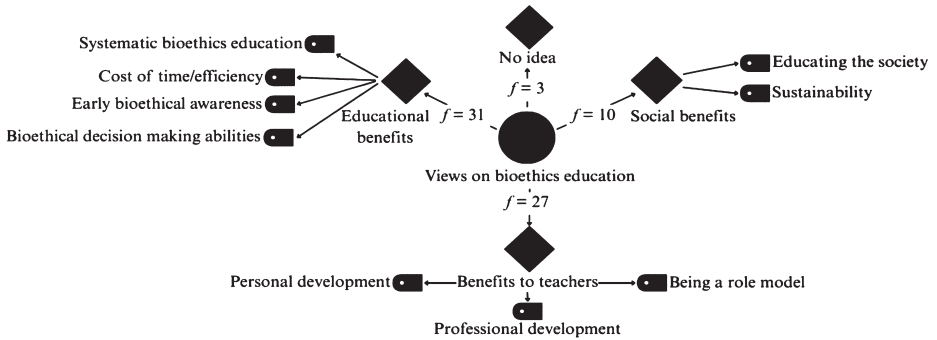 No idea
f = 3
Systematic bioethics education
Cost of time/efficiency
Early bioethical awareness
Bioethical decision making abilities
Educational
benefits
f = 31
f = 10
Social benefits
Educating the society
Sustainability
Views on bioethics education
f = 27
Personal development
Benefits to teachers
Being a role model
Professional development